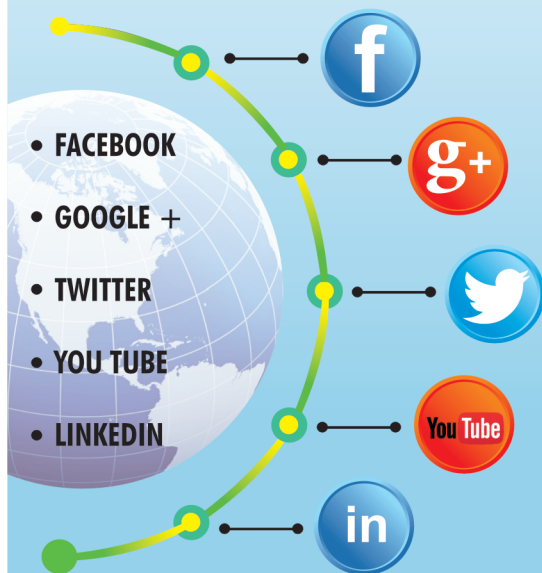 • FACEBOOK
• GOOGLE +
• TWITTER
• YOU TUBE
• LINKEDIN
f
g+
You Tube
in